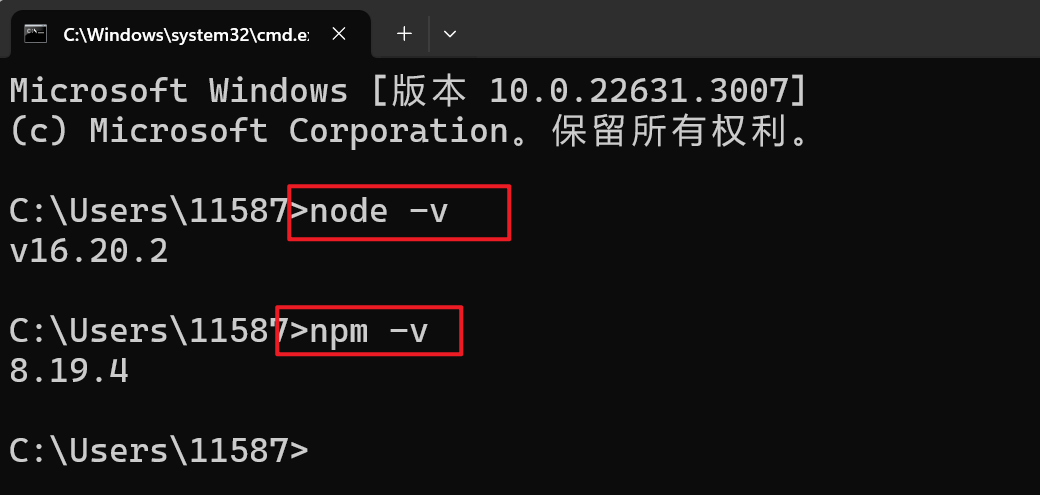 C:\Windows\system32\cmd.e
Microsoft Windows [版本 10.0.22631.3007]
(c) Microsoft Corporation。保留所有权利。
C:\Users\11587>node -v
v16.20.2
C:\Users\11587>npm -v
8.19.4
C:\Users\11587>